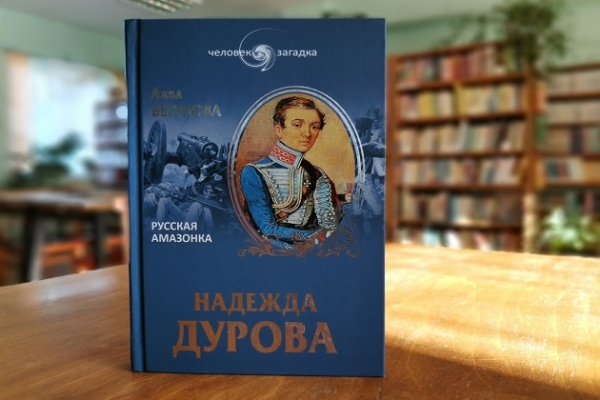 человек загадка
Алла
БЕГУНОВА
РУССКАЯ
АМАЗОНКА
НАДЕЖДА
ДУРОВА